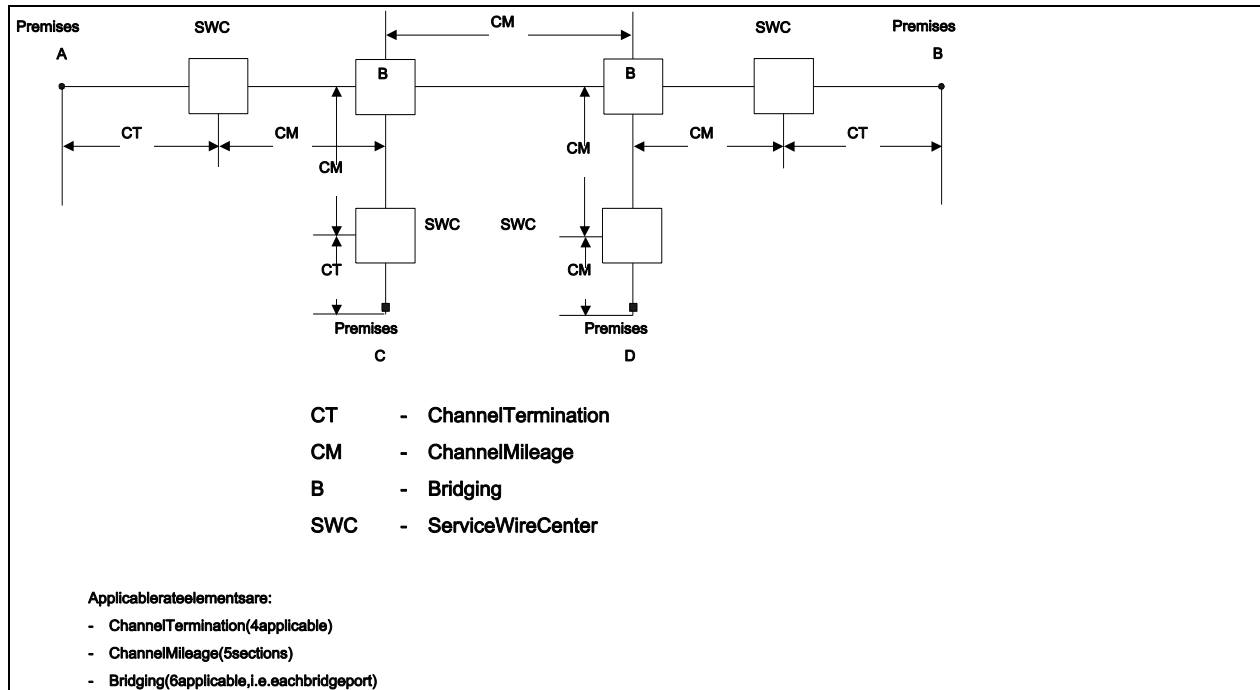 Premises SWC CM SWC Premises
A B B B
CT CM CM CM CM CT
SWC SWC
CT CM
Premises Premises
C D
CT - ChannelTermination
CM - ChannelMileage
B - Bridging
SWC - ServiceWireCenter
Applicablerateelementsare:
- ChannelTermination(4applicable)
- ChannelMileage(5sections)
- Bridging(6applicable,i.e.eachbridgeport)